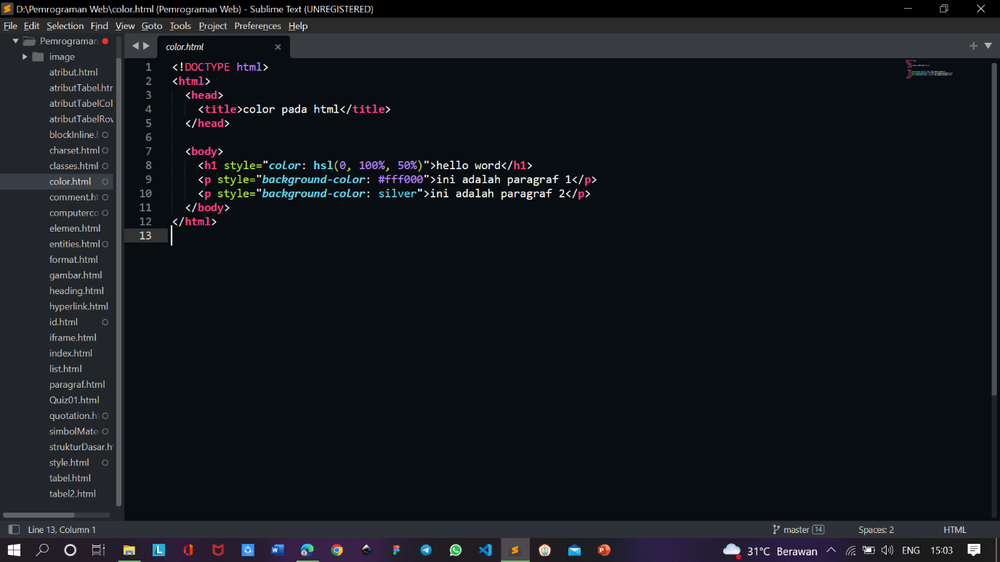 D:\Pemrograman Web\color.html (Pemrograman Web) - Sublime Text (UNREGISTERED)
File Edit Selection Find View Goto Tools Project Preferences Help
Pemrograman
image
atribut.html
atributTabel.htm
atributTabelCol
atributTabelRow
blockInline.h
charset.html
classes.html
color.html
comment.ht
computerco
elemen.html
entities.html
format.html
gambar.html
heading.html
hyperlink.html
id.html
iframe.html
index.html
list.html
paragraf.html
Quiz01.html
quotation.ht
simbolMate
strukturDasar.ht
style.html
tabel.html
tabel2.html
color.html
1 <!DOCTYPE html>
2 <html>
3 <head>
4 <title>color pada html</title>
5 </head>
6
7 <body>
8 <h1 style="color: hsl(0, 100%, 50%)">hello word</h1>
9 <p style="background-color: #fff000">ini adalah paragraf 1</p>
10 <p style="background-color: silver">ini adalah paragraf 2</p>
11 </body>
12 </html>
13
Line 13, Column 1 master 14 Spaces: 2 HTML
31°C Berawan ENG 15:03